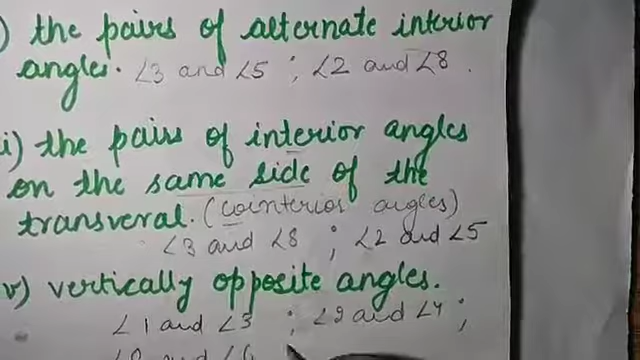 ) the pairs of alternate interior
angles. ∠3 and ∠5 ; ∠2 and ∠8 .
i) the pairs of interior angles
on the same side of the
transveral. (cointerior angles)
∠3 and ∠8 ; ∠2 and ∠5
v) vertically opposite angles.
∠1 and ∠3 ; ∠2 and ∠4 ;
and ∠6